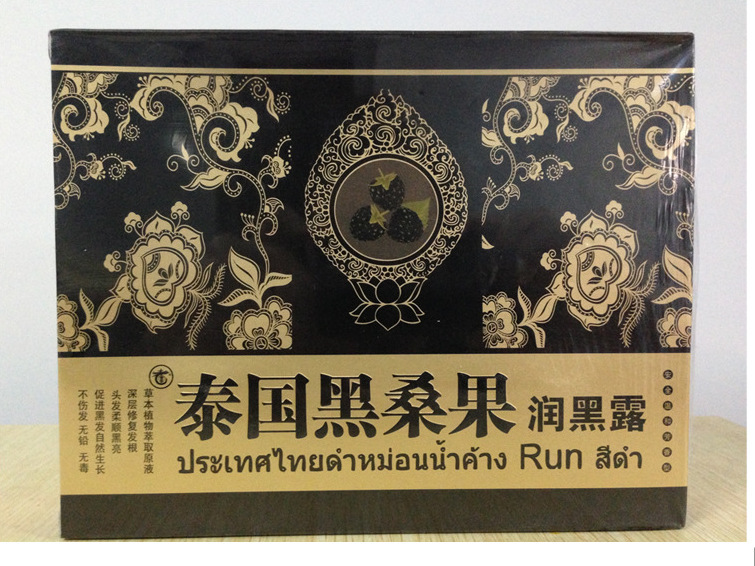 泰国黑桑果 润黑露
ประเทศไทยดำหม่อนน้ำค้าง Run สีดำ
草本植物萃取原液
深层修复发根
头发柔顺黑亮
促进黑发自然生长
不伤发 无铅 无毒